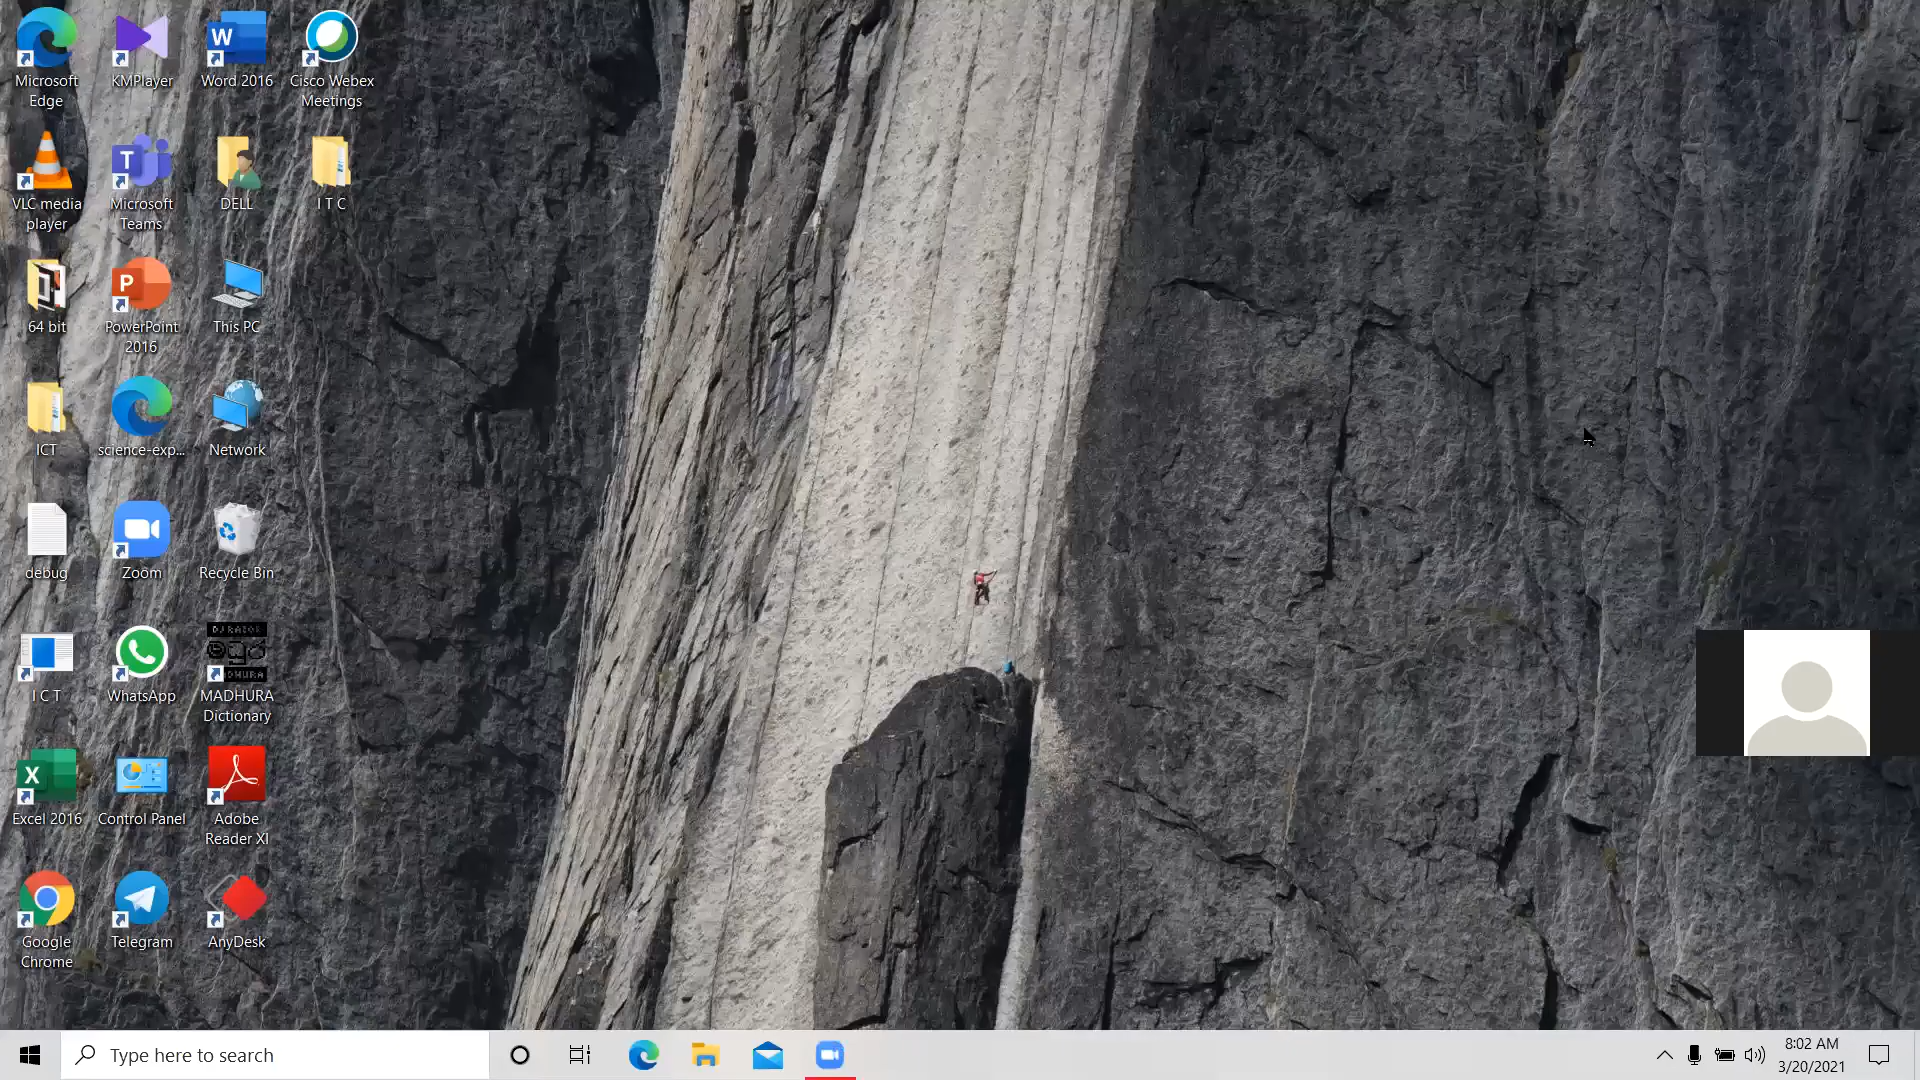 Microsoft
Edge
KMPlayer
Word 2016
Cisco Webex
Meetings
VLC media
player
Microsoft
Teams
DELL
I T C
64 bit
PowerPoint
2016
This PC
ICT
science-exp...
Network
debug
Zoom
Recycle Bin
I C T
WhatsApp
MADHURA
Dictionary
Excel 2016
Control Panel
Adobe
Reader XI
Google
Chrome
Telegram
AnyDesk
Type here to search
8:02 AM
3/20/2021